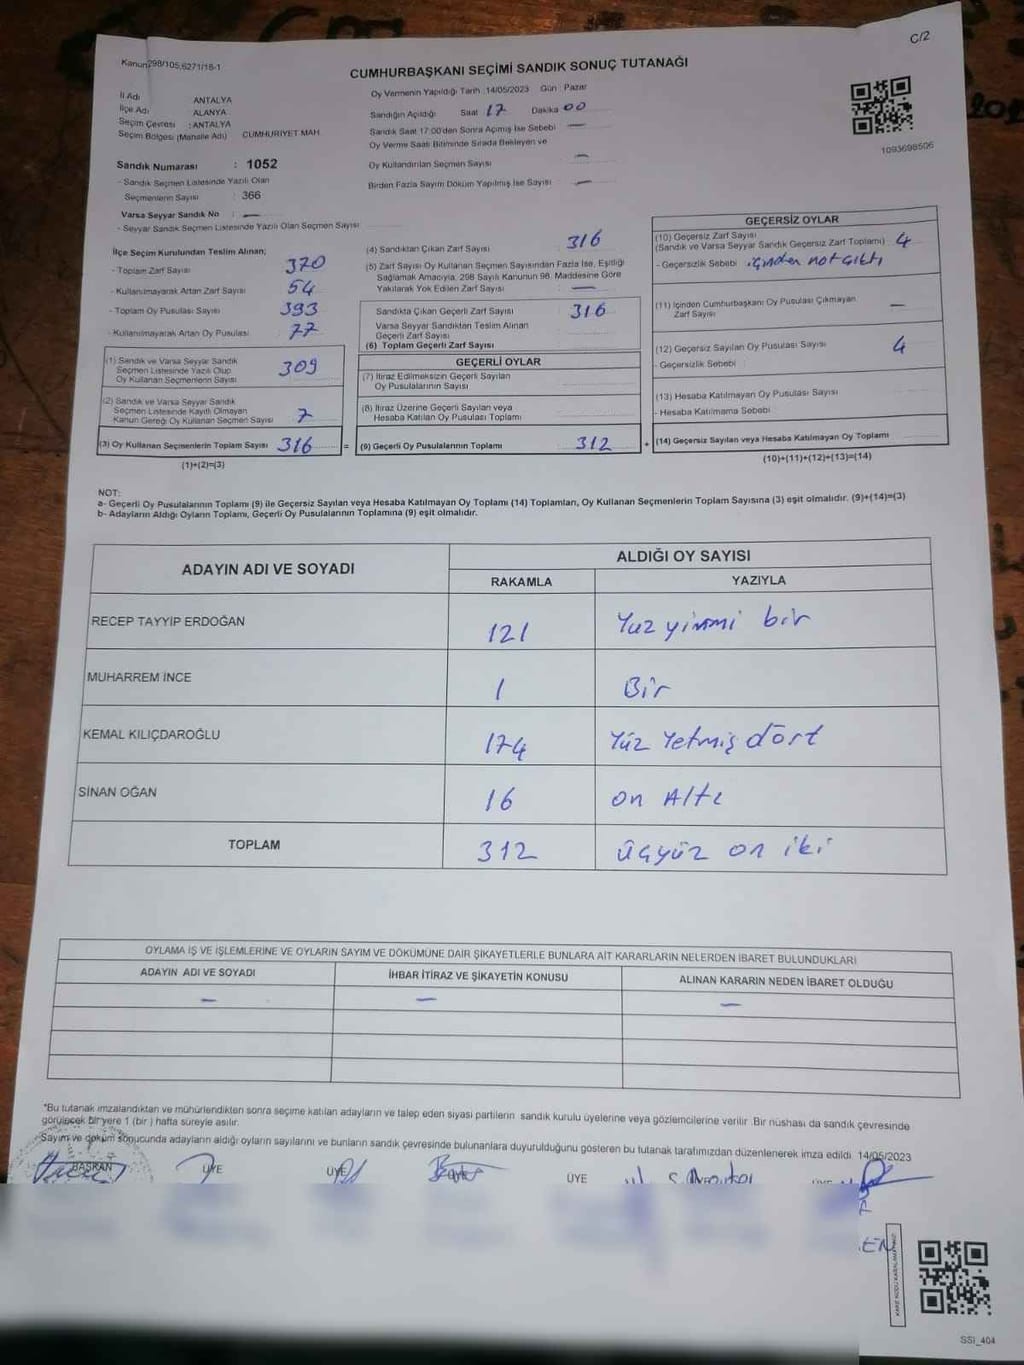 C/2
Kanun298/105,6271/18-1
CUMHURBAŞKANI SEÇİMİ SANDIK SONUÇ TUTANAĞI
İl Adı ANTALYA
İlçe Adı ALANYA
Seçim Çevresi : ANTALYA
Seçim Bölgesi (Mahalle Adı) CUMHURİYET MAH.
Sandık Numarası : 1052
- Sandık Seçmen Listesinde Yazılı Olan
Seçmenlerin Sayısı : 366
Varsa Seyyar Sandık No : —
- Seyyar Sandık Seçmen Listesinde Yazılı Olan Seçmen Sayısı
Oy Vermenin Yapıldığı Tarih :14/05/2023 Gün Pazar
Sandığın Açıldığı Saat 17 Dakika 00
Sandık Saat 17:00'den Sonra Açılmış İse Sebebi —
Oy Verme Saati Bitiminde Sırada Bekleyen ve
Oy Kullandırılan Seçmen Sayısı —
Birden Fazla Sayım Döküm Yapılmış İse Sayısı —
1093698506
İlçe Seçim Kurulundan Teslim Alınan;
- Toplam Zarf Sayısı 370
- Kullanılmayarak Artan Zarf Sayısı 54
- Toplam Oy Pusulası Sayısı 393
- Kullanılmayarak Artan Oy Pusulası 77
(1) Sandık ve Varsa Seyyar Sandık
Seçmen Listesinde Yazılı Olup
Oy Kullanan Seçmenlerin Sayısı 309
(2) Sandık ve Varsa Seyyar Sandık
Seçmen Listesinde Kayıtlı Olmayan
Kanun Gereği Oy Kullanan Seçmen Sayısı 7
(3) Oy Kullanan Seçmenlerin Toplam Sayısı 316 =
(1)+(2)=(3)
(4) Sandıktan Çıkan Zarf Sayısı 316
(5) Zarf Sayısı Oy Kullanan Seçmen Sayısından Fazla İse, Eşitliği
Sağlamak Amacıyla, 298 Sayılı Kanunun 98. Maddesine Göre
Yakılarak Yok Edilen Zarf Sayısı —
Sandıkta Çıkan Geçerli Zarf Sayısı 316
Varsa Seyyar Sandıktan Teslim Alınan
Geçerli Zarf Sayısı
(6) Toplam Geçerli Zarf Sayısı
GEÇERLİ OYLAR
(7) İtiraz Edilmeksizin Geçerli Sayılan
Oy Pusulalarının Sayısı
(8) İtiraz Üzerine Geçerli Sayılan veya
Hesaba Katılan Oy Pusulası Toplamı
(9) Geçerli Oy Pusulalarının Toplamı 312 +
GEÇERSİZ OYLAR
(10) Geçersiz Zarf Sayısı
(Sandık ve Varsa Seyyar Sandık Geçersiz Zarf Toplamı) 4
- Geçersizlik Sebebi içinden not çıktı
(11) İçinden Cumhurbaşkanı Oy Pusulası Çıkmayan
Zarf Sayısı —
(12) Geçersiz Sayılan Oy Pusulası Sayısı 4
- Geçersizlik Sebebi :
(13) Hesaba Katılmayan Oy Pusulası Sayısı
- Hesaba Katılmama Sebebi
(14) Geçersiz Sayılan veya Hesaba Katılmayan Oy Toplamı
(10)+(11)+(12)+(13)=(14)
NOT:
a- Geçerli Oy Pusulalarının Toplamı (9) ile Geçersiz Sayılan veya Hesaba Katılmayan Oy Toplamı (14) Toplamları, Oy Kullanan Seçmenlerin Toplam Sayısına (3) eşit olmalıdır. (9)+(14)=(3)
b- Adayların Aldığı Oyların Toplamı, Geçerli Oy Pusulalarının Toplamına (9) eşit olmalıdır.
ADAYIN ADI VE SOYADI ALDIĞI OY SAYISI
RAKAMLA YAZIYLA
RECEP TAYYİP ERDOĞAN 121 Yuz yirmi bir
MUHARREM İNCE 1 Bir
KEMAL KILIÇDAROĞLU 174 Yüz Yetmiş dört
SİNAN OĞAN 16 on Altı
TOPLAM 312 üçyüz on iki
OYLAMA İŞ VE İŞLEMLERİNE VE OYLARIN SAYIM VE DÖKÜMÜNE DAİR ŞİKAYETLERLE BUNLARA AİT KARARLARIN NELERDEN İBARET BULUNDUKLARI
ADAYIN ADI VE SOYADI İHBAR İTİRAZ VE ŞİKAYETİN KONUSU ALINAN KARARIN NEDEN İBARET OLDUĞU
— — —
*Bu tutanak imzalandıktan ve mühürlendikten sonra seçime katılan adayların ve talep eden siyasi partilerin sandık kurulu üyelerine veya gözlemcilerine verilir. Bir nüshası da sandık çevresinde
görülecek bir yere 1 (bir ) hafta süreyle asılır.
Sayım ve döküm sonucunda adayların aldığı oyların sayılarını ve bunların sandık çevresinde bulunanlara duyurulduğunu gösteren bu tutanak tarafımızdan düzenlenerek imza edildi. 14/05/2023
BAŞKAN ÜYE ÜYE ÜYE ÜYE
SSİ_404